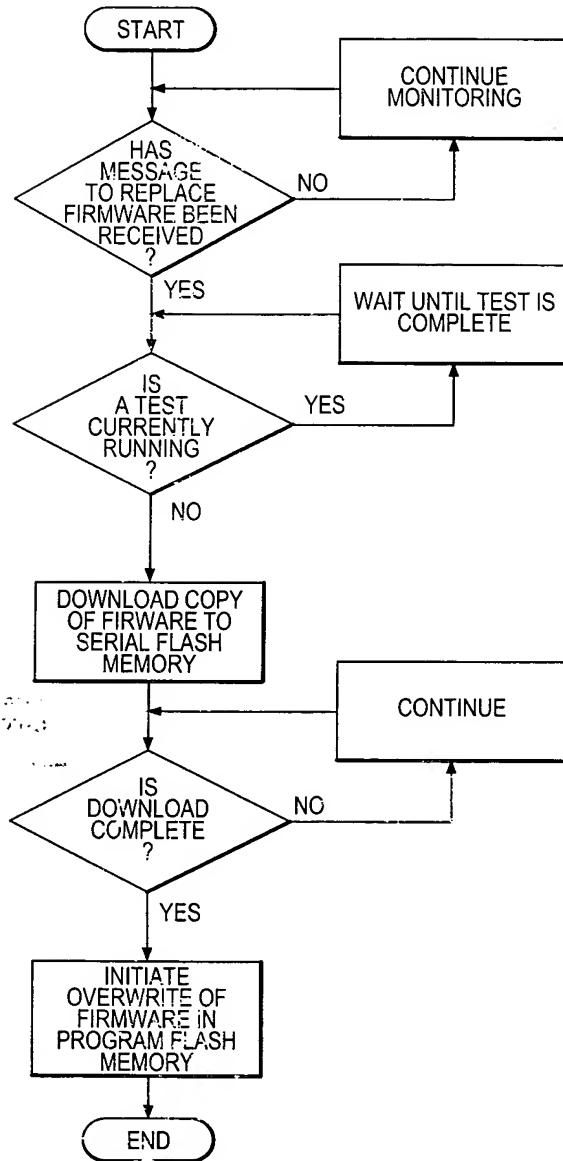 START
CONTINUE
MONITORING
HAS
MESSAGE
TO REPLACE
FIRMWARE BEEN
RECEIVED
?
NO
YES
WAIT UNTIL TEST IS
COMPLETE
IS
A TEST
CURRENTLY
RUNNING
?
YES
NO
DOWNLOAD COPY
OF FIRWARE TO
SERIAL FLASH
MEMORY
CONTINUE
IS
DOWNLOAD
COMPLETE
?
NO
YES
INITIATE
OVERWRITE OF
FIRMWARE IN
PROGRAM FLASH
MEMORY
END